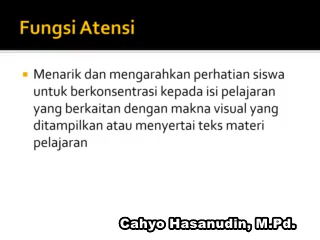 Fungsi Atensi
Menarik dan mengarahkan perhatian siswa
untuk berkonsentrasi kepada isi pelajaran
yang berkaitan dengan makna visual yang
ditampilkan atau menyertai teks materi
pelajaran
Cahyo Hasanudin, M.Pd.